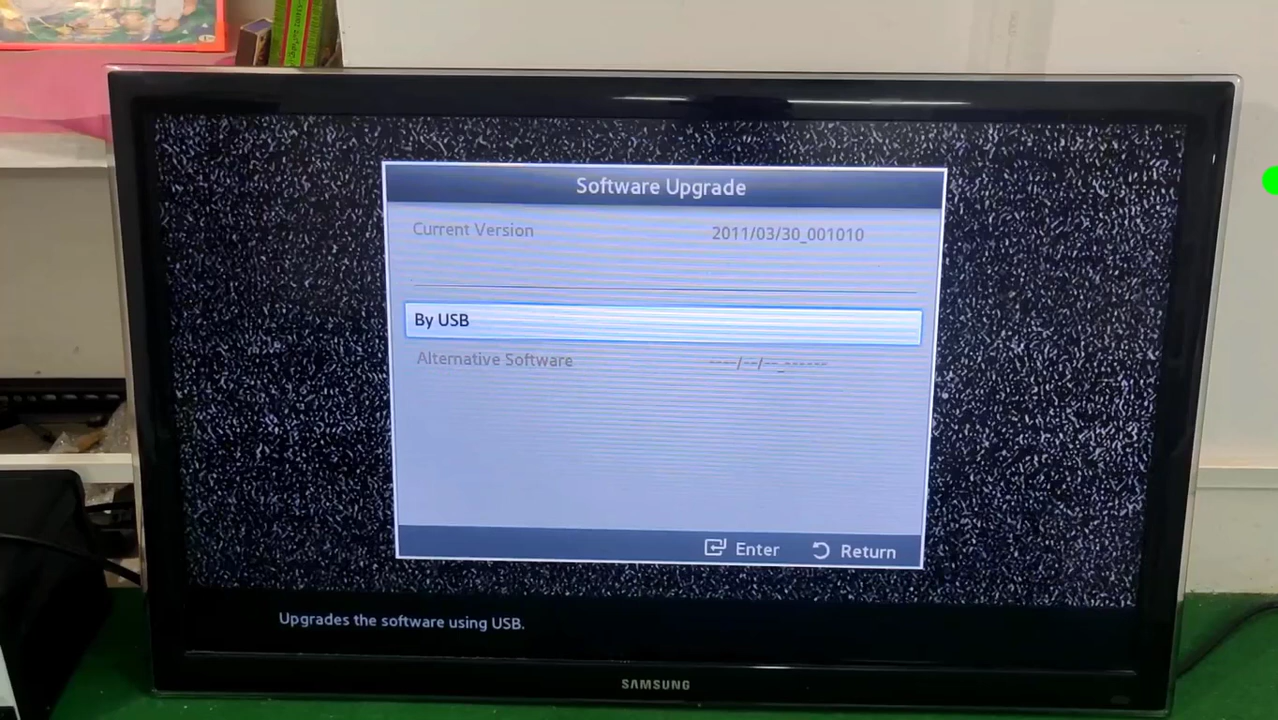 Software Upgrade
Current Version 2011/03/30_001010
By USB
Alternative Software ----/--/--_------
Enter Return
Upgrades the software using USB.
SAMSUNG